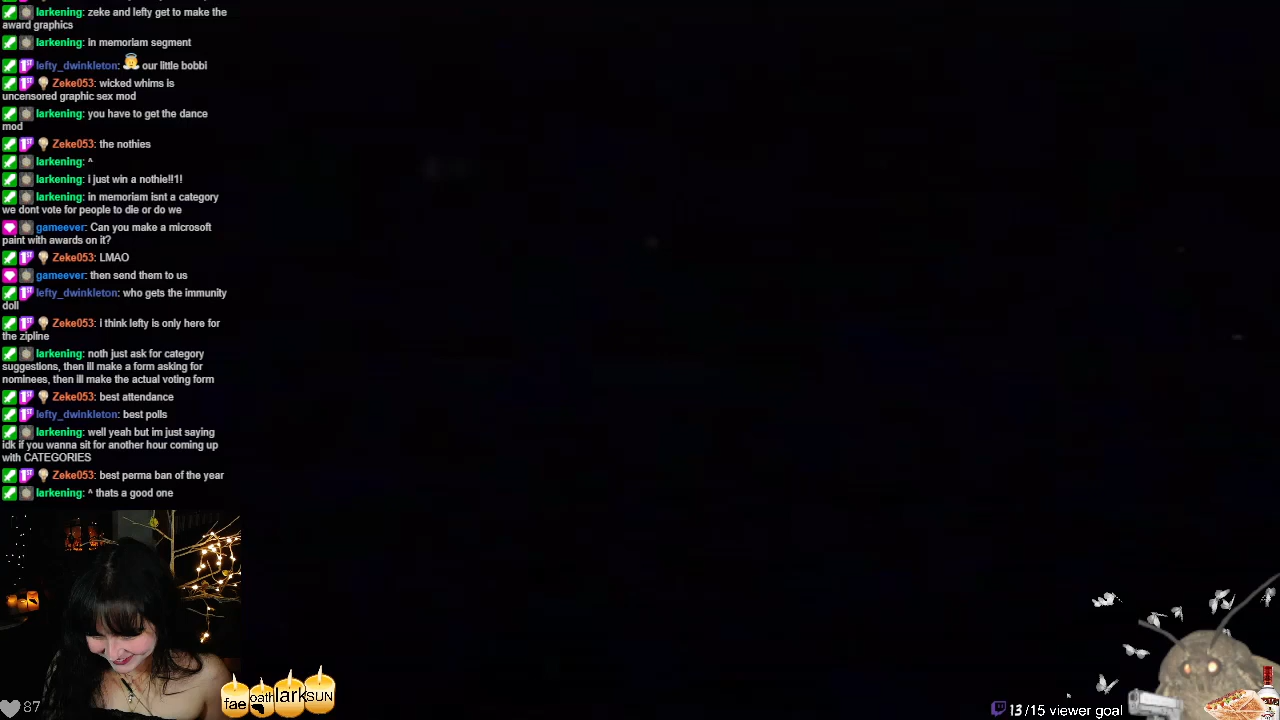 larkening: zeke and lefty get to make the
award graphics
larkening: in memoriam segment
lefty_dwinkleton: our little bobbi
Zeke053: wicked whims is
uncensored graphic sex mod
larkening: you have to get the dance
mod
Zeke053: the nothies
larkening: ^
larkening: i just win a nothie!!1!
larkening: in memoriam isnt a category
we dont vote for people to die or do we
gameever: Can you make a microsoft
paint with awards on it?
Zeke053: LMAO
gameever: then send them to us
lefty_dwinkleton: who gets the immunity
doll
Zeke053: i think lefty is only here for
the zipline
larkening: noth just ask for category
suggestions, then ill make a form asking for
nominees, then ill make the actual voting form
Zeke053: best attendance
lefty_dwinkleton: best polls
larkening: well yeah but im just saying
idk if you wanna sit for another hour coming up
with CATEGORIES
Zeke053: best perma ban of the year
larkening: ^ thats a good one
fae oath lark SUN
87
13/15 viewer goal